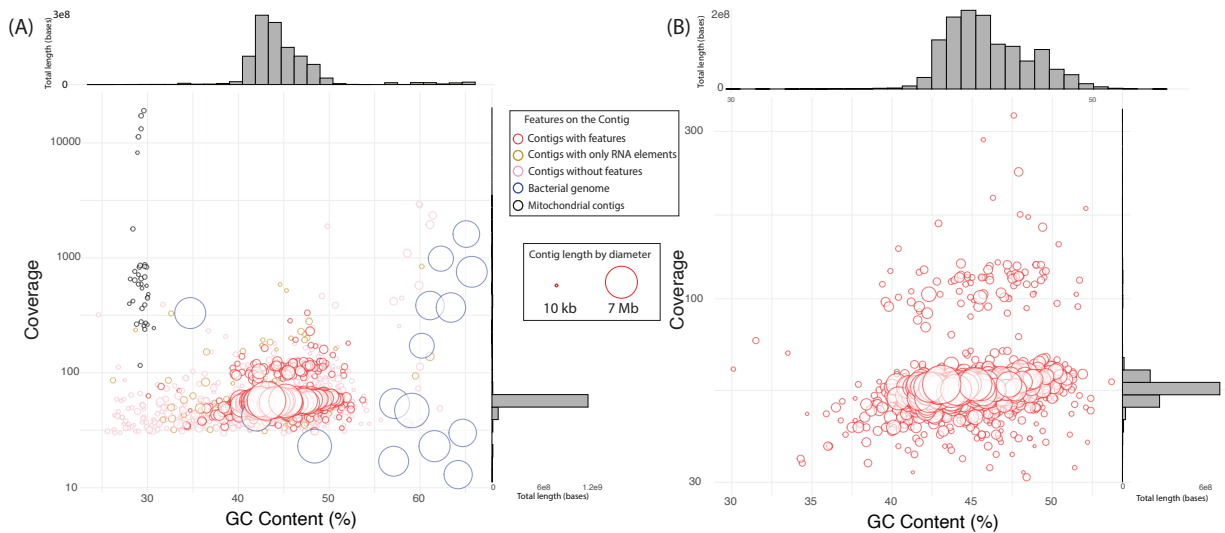 (A)
3e8
Total length (bases)
0
10000
1000
100
10
Coverage
30
40
50
60
GC Content (%)
0
6e8
1.2e9
Total length (bases)
Features on the Contig
Contigs with features
Contigs with only RNA elements
Contigs without features
Bacterial genome
Mitochondrial contigs
Contig length by diameter
10 kb
7 Mb
(B)
2e8
Total length (bases)
0
30
50
300
100
30
Coverage
30
35
40
45
50
GC Content (%)
0
6e8
Total length (bases)